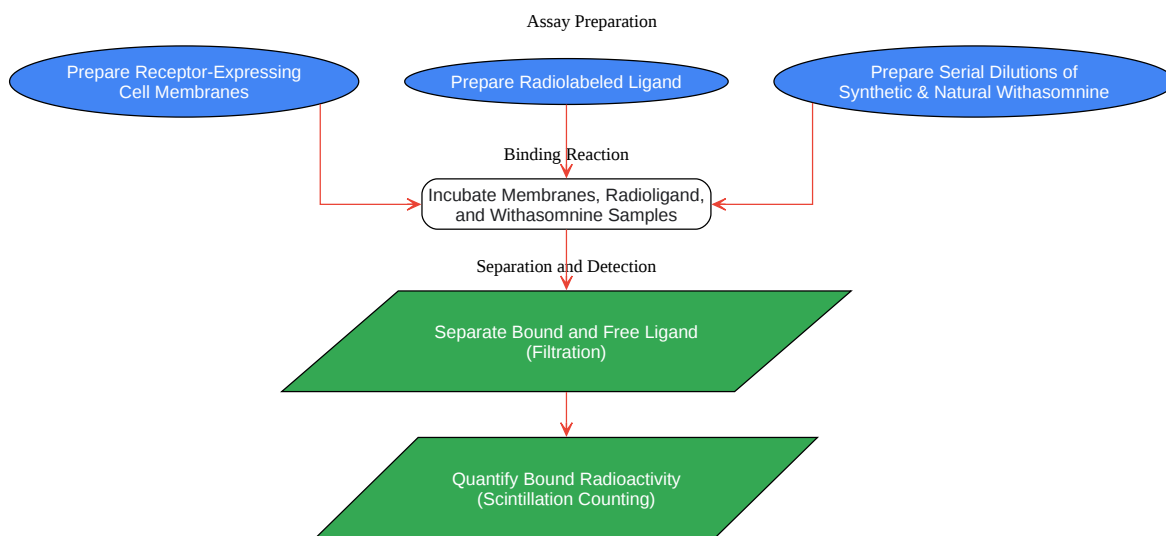 Assay Preparation
Prepare Receptor-Expressing
Cell Membranes
Prepare Radiolabeled Ligand
Prepare Serial Dilutions of
Synthetic & Natural Withasomnine
Binding Reaction
Incubate Membranes, Radioligand,
and Withasomnine Samples
Separation and Detection
Separate Bound and Free Ligand
(Filtration)
Quantify Bound Radioactivity
(Scintillation Counting)